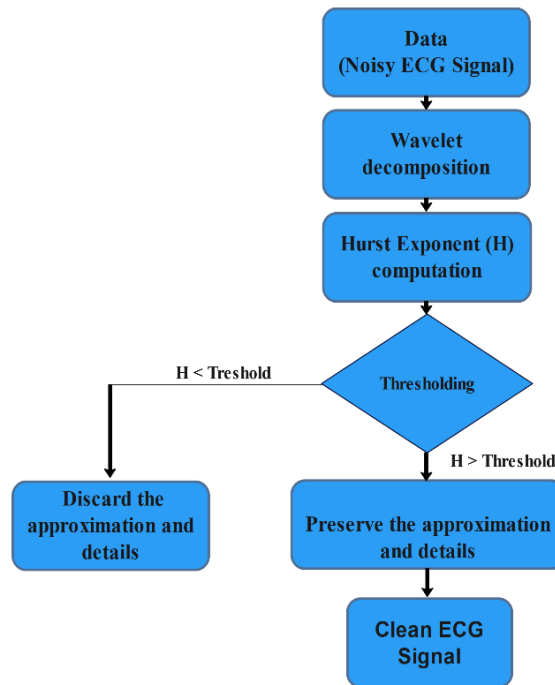 Data
(Noisy ECG Signal)
Wavelet
decomposition
Hurst Exponent (H)
computation
H < Treshold
Thresholding
H > Threshold
Discard the
approximation and
details
Preserve the approximation
and details
Clean ECG
Signal